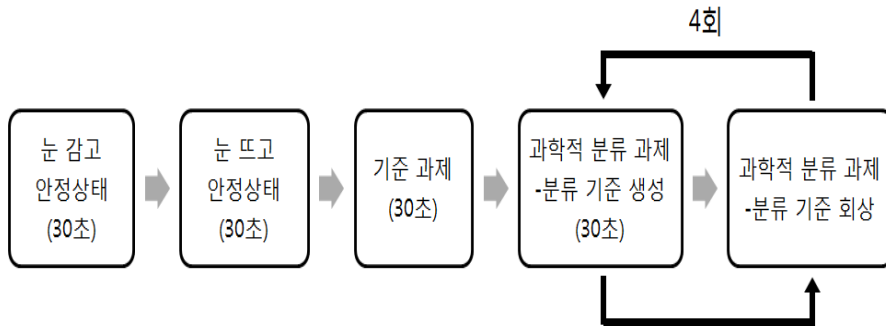 4회
눈 감고
안정상태
(30초)
눈 뜨고
안정상태
(30초)
기준 과제
(30초)
과학적 분류 과제
-분류 기준 생성
(30초)
과학적 분류 과제
-분류 기준 회상